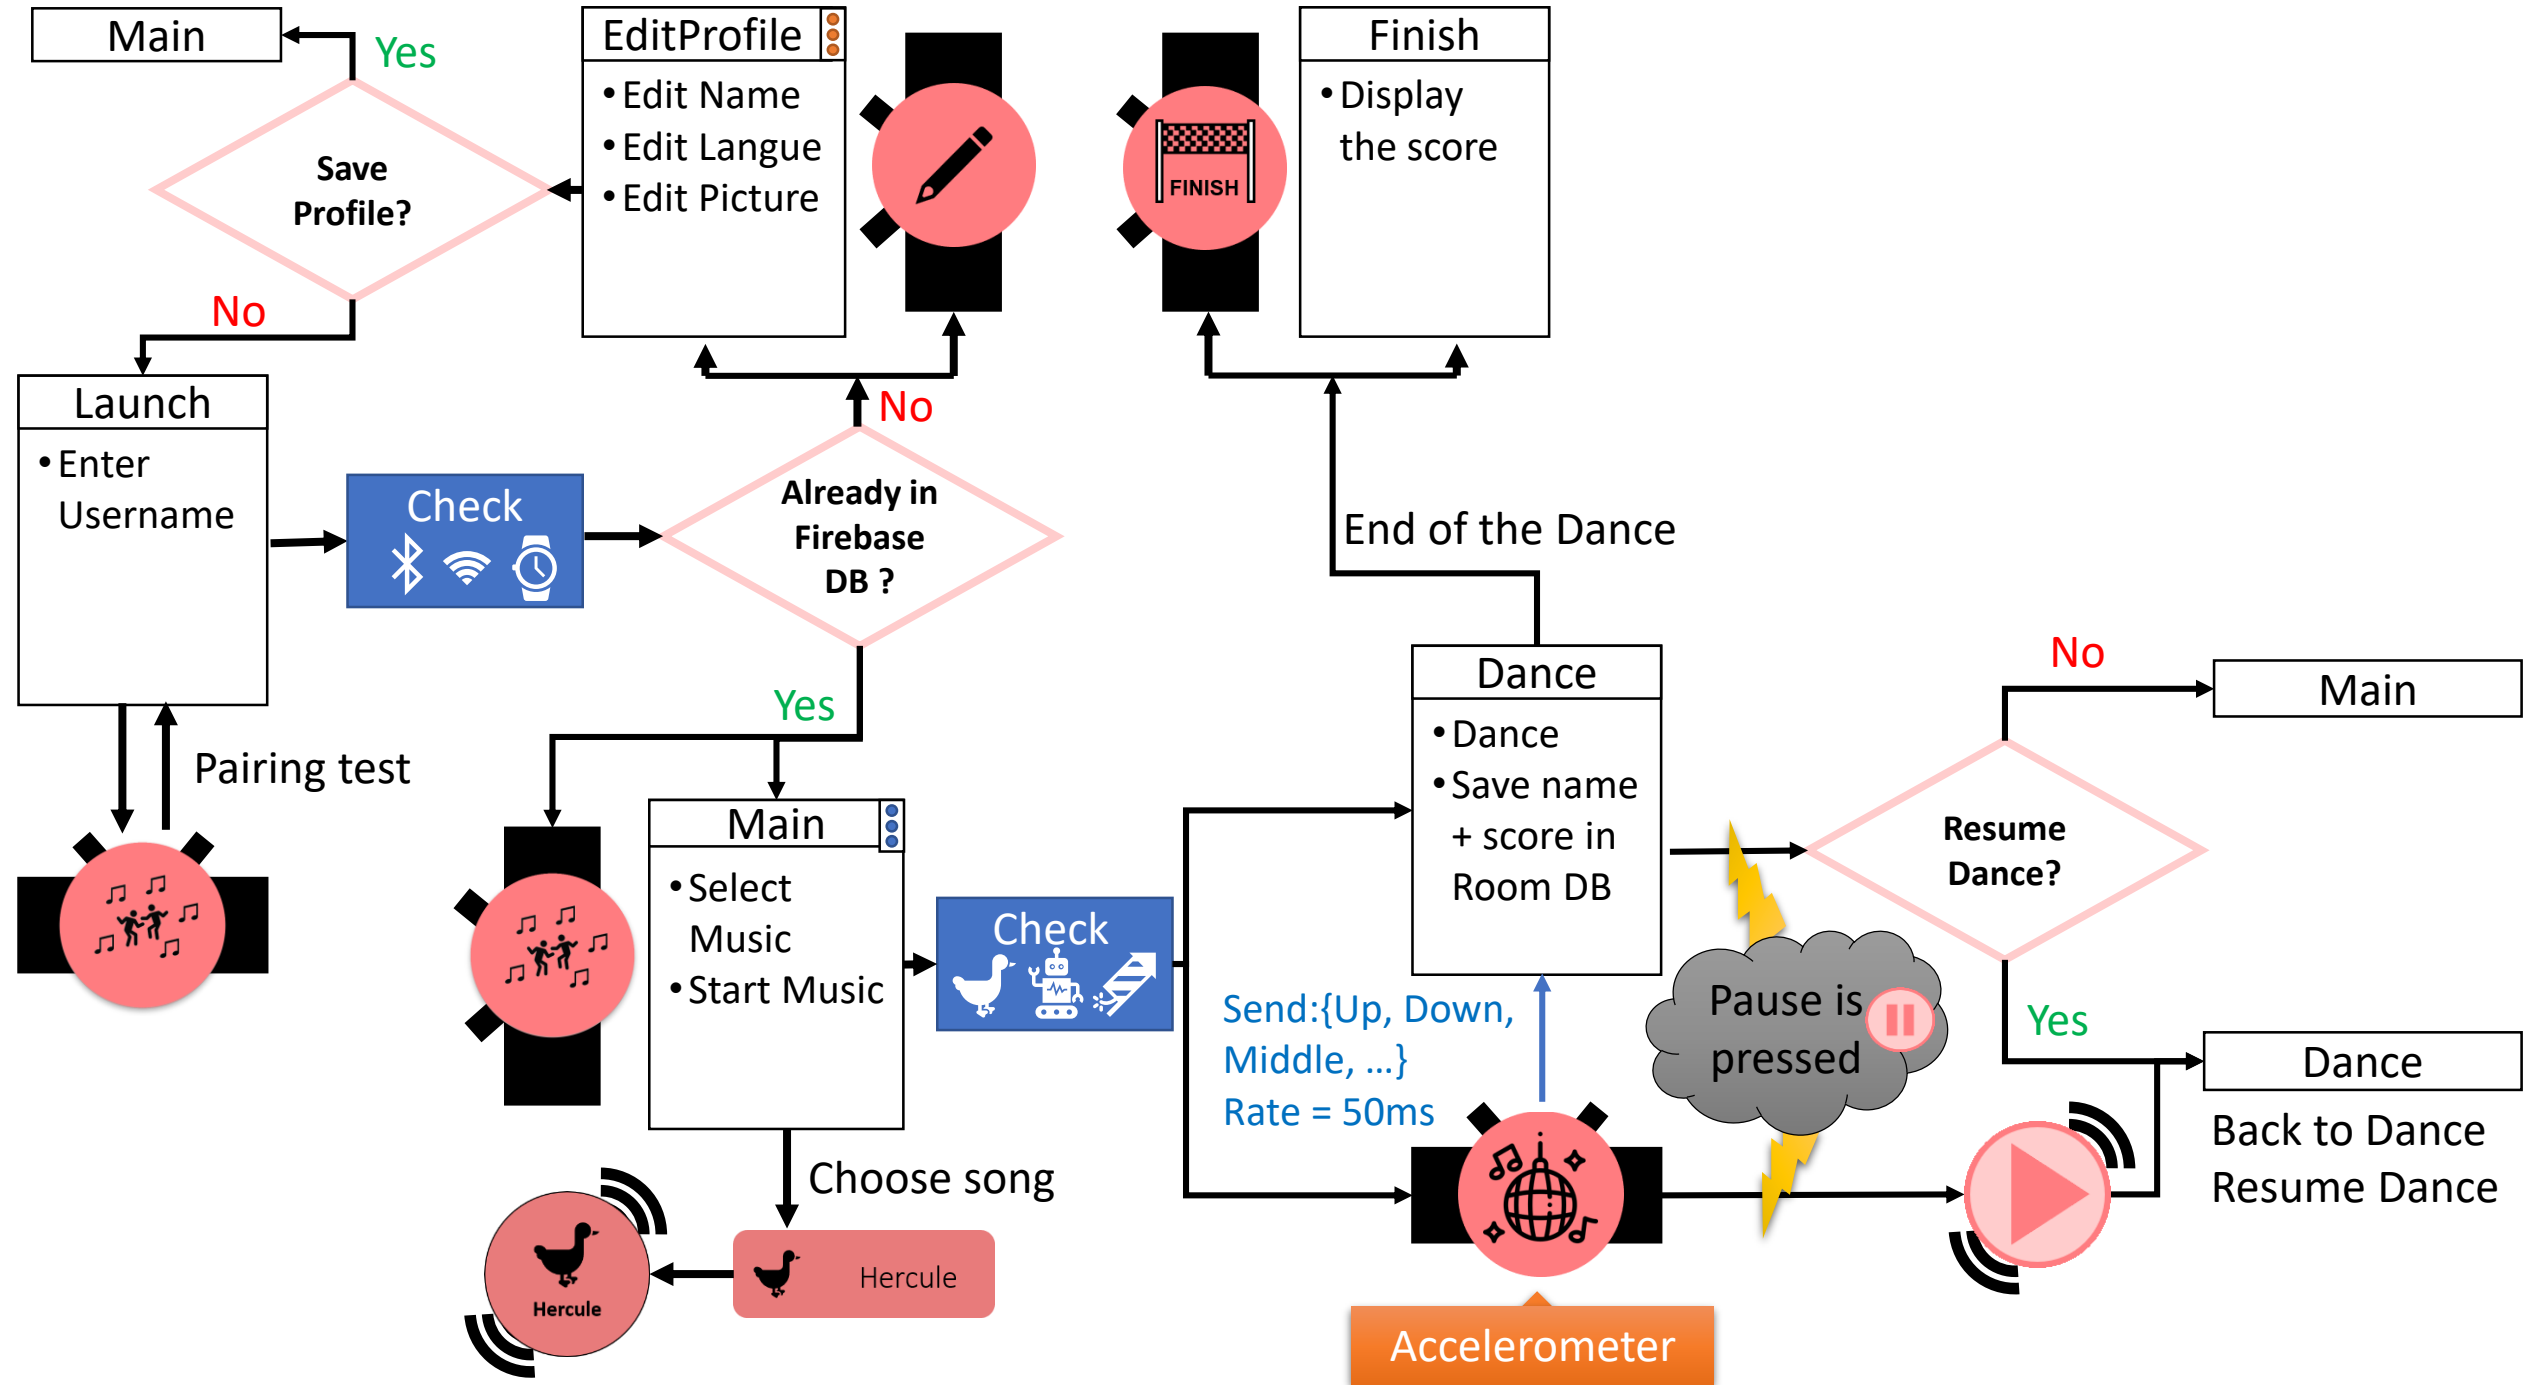 Main
Yes
Save
Profile?
No
EditProfile
•Edit Name
•Edit Langue
•Edit Picture
FINISH
Finish
•Display
the score
Launch
•Enter
Username
Pairing test
Check
No
Already in
Firebase
DB ?
Yes
Main
•Select
Music
•Start Music
Choose song
Hercule
Hercule
Check
End of the Dance
Dance
•Dance
•Save name
+ score in
Room DB
Send:{Up, Down,
Middle, ...}
Rate = 50ms
Accelerometer
Pause is
pressed
No
Main
Resume
Dance?
Yes
Dance
Back to Dance
Resume Dance